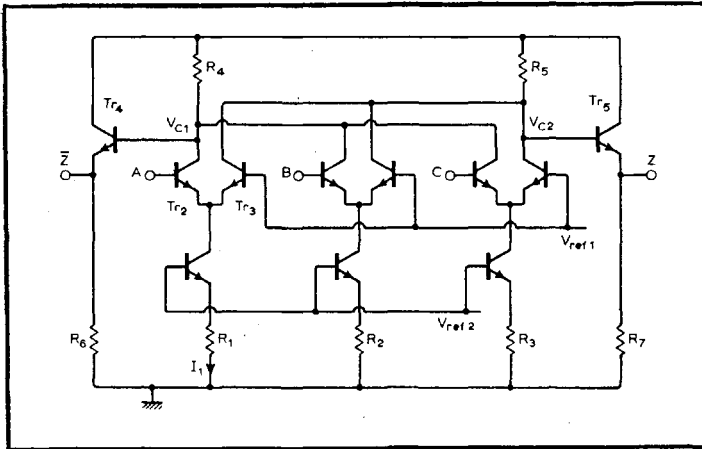 R4
R5
Tr4
Tr5
VC1
VC2
Z̅
Z
A
B
C
Tr2
Tr3
Vref 1
Vref 2
R6
R1
R2
R3
R7
I1